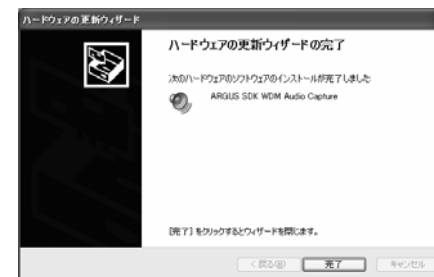 ハードウェアの更新ウィザード
ハードウェアの更新ウィザードの完了
次のハードウェアのソフトウェアのインストールが完了しました
ARGUS SDK WDM Audio Capture
[完了] をクリックするとウィザードを閉じます。
< 戻る(B)
完了
キャンセル